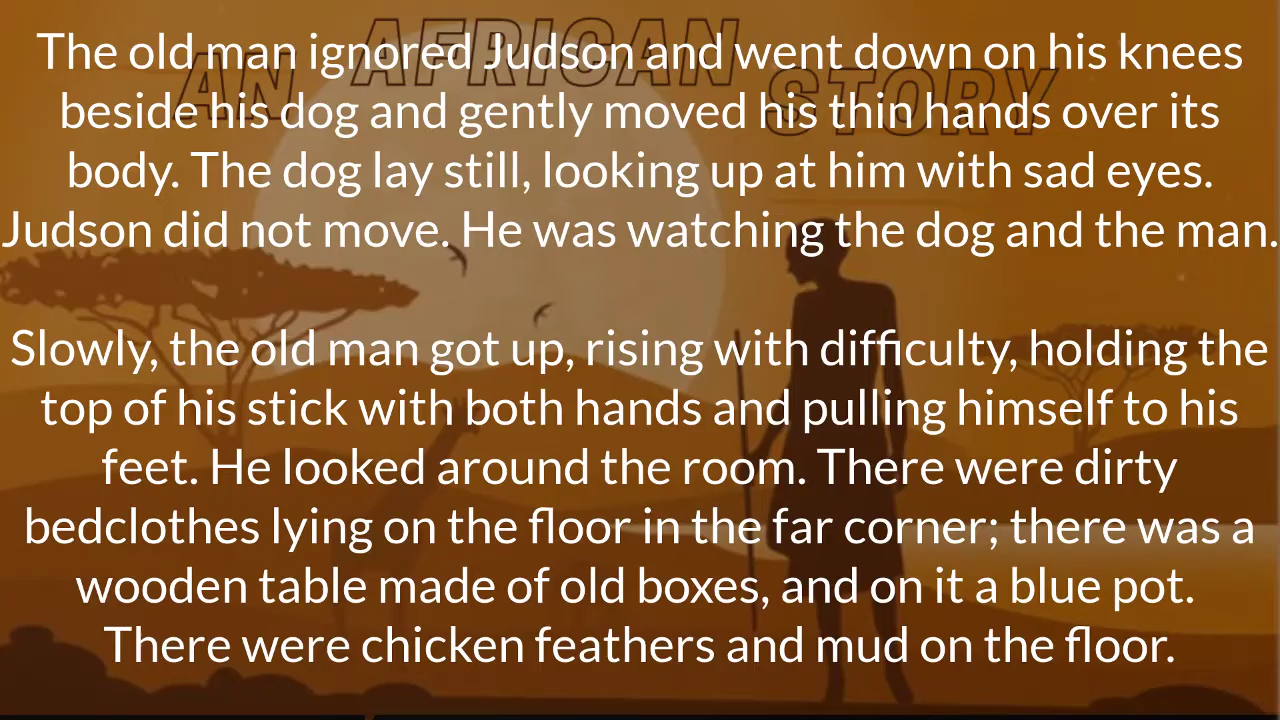 AN AFRICAN STORY
The old man ignored Judson and went down on his knees
beside his dog and gently moved his thin hands over its
body. The dog lay still, looking up at him with sad eyes.
Judson did not move. He was watching the dog and the man.
Slowly, the old man got up, rising with difficulty, holding the
top of his stick with both hands and pulling himself to his
feet. He looked around the room. There were dirty
bedclothes lying on the floor in the far corner; there was a
wooden table made of old boxes, and on it a blue pot.
There were chicken feathers and mud on the floor.